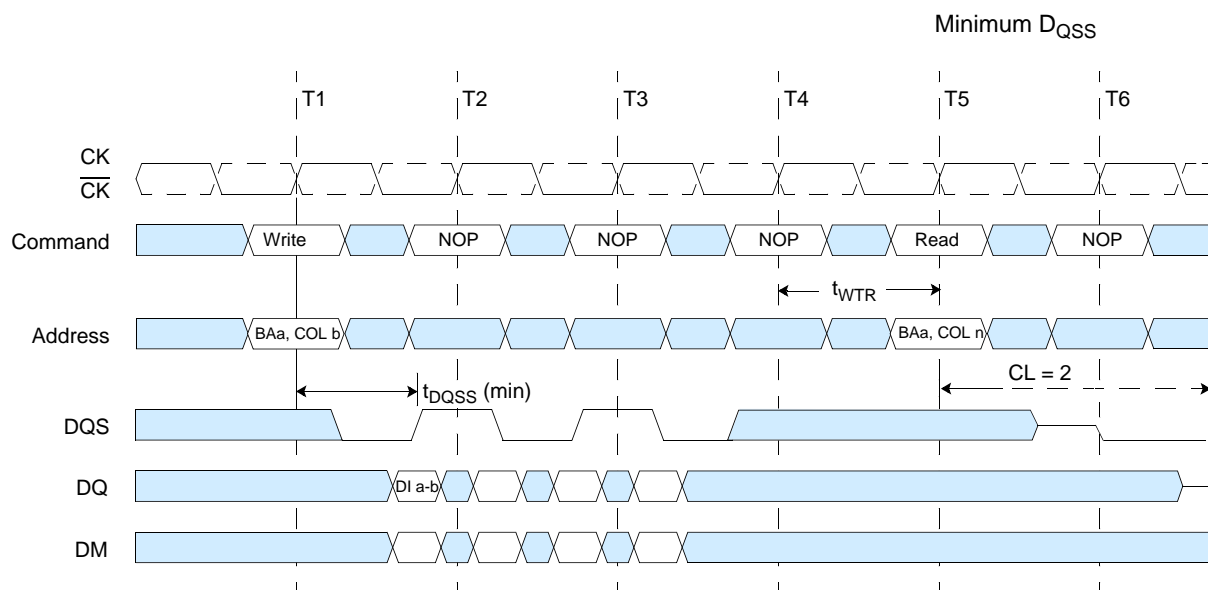 Minimum DQSS
T1 T2 T3 T4 T5 T6
CK
CK
Command Write NOP NOP NOP Read NOP
tWTR
Address BAa, COL b BAa, COL n
tDQSS (min) CL = 2
DQS
DQ DI a-b
DM